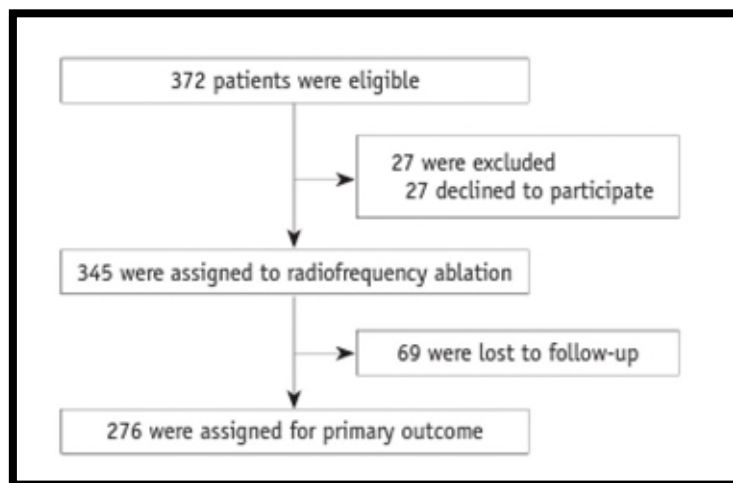 372 patients were eligible
27 were excluded
27 declined to participate
345 were assigned to radiofrequency ablation
69 were lost to follow-up
276 were assigned for primary outcome